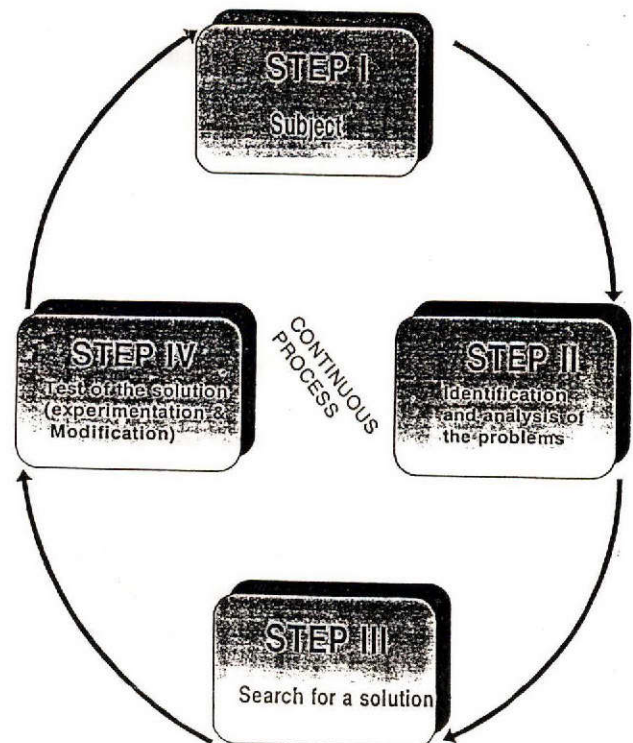 STEP I
Subject
STEP II
Identification
and analysis of
the problems
STEP III
Search for a solution
STEP IV
Test of the solution
(experimentation &
Modification)
CONTINUOUS
PROCESS